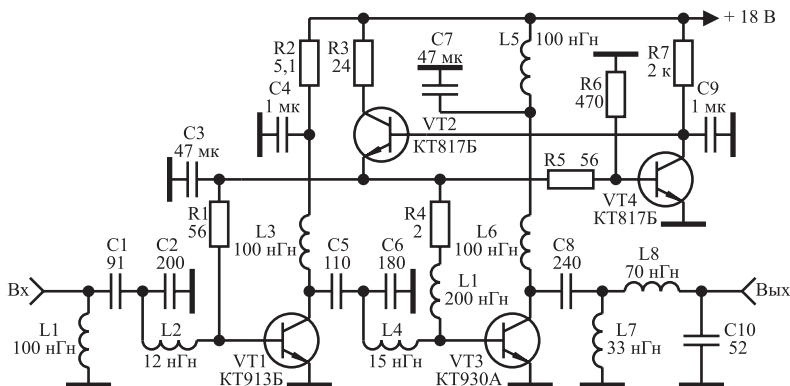 + 18 В
R2
5,1
R3
24
C7
47 мк
L5
100 нГн
R7
2 к
C4
1 мк
R6
470
C9
1 мк
VT2
КТ817Б
C3
47 мк
R5 56
VT4
КТ817Б
R1
56
L3
100 нГн
R4
2
L6
100 нГн
C1
91
C2
200
C5
110
C6
180
L1
200 нГн
C8
240
L8
70 нГн
Вх
Вых
L1
100 нГн
L2
12 нГн
VT1
КТ913Б
L4
15 нГн
VT3
КТ930А
L7
33 нГн
C10
52